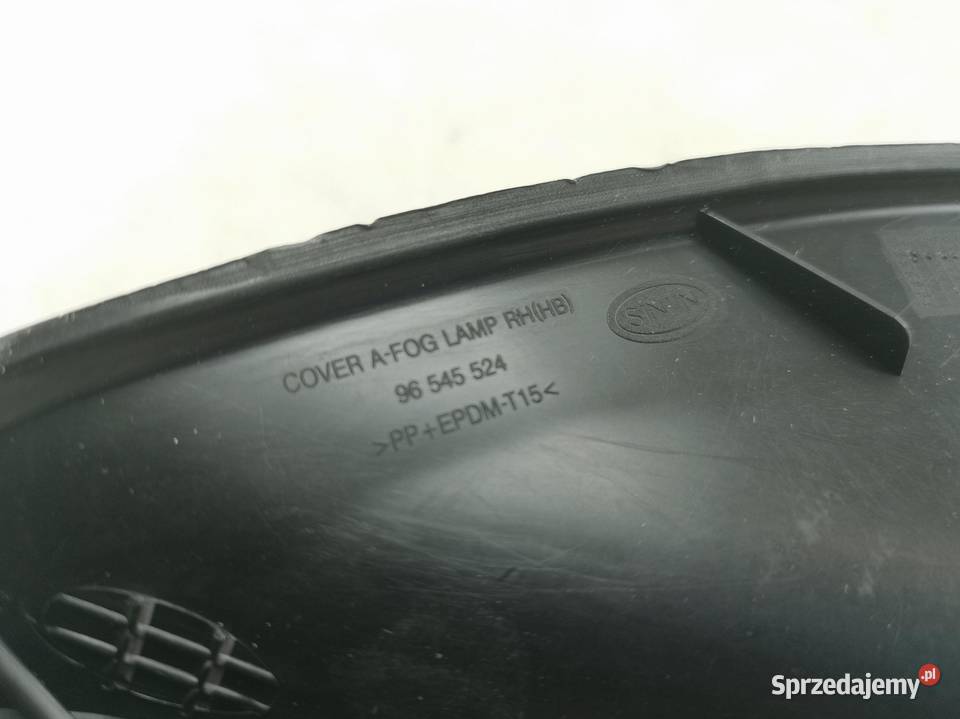 COVER A-FOG LAMP RH(HB)
96 545 524
>PP+EPDM-T15<
Sprzedajemy.pl